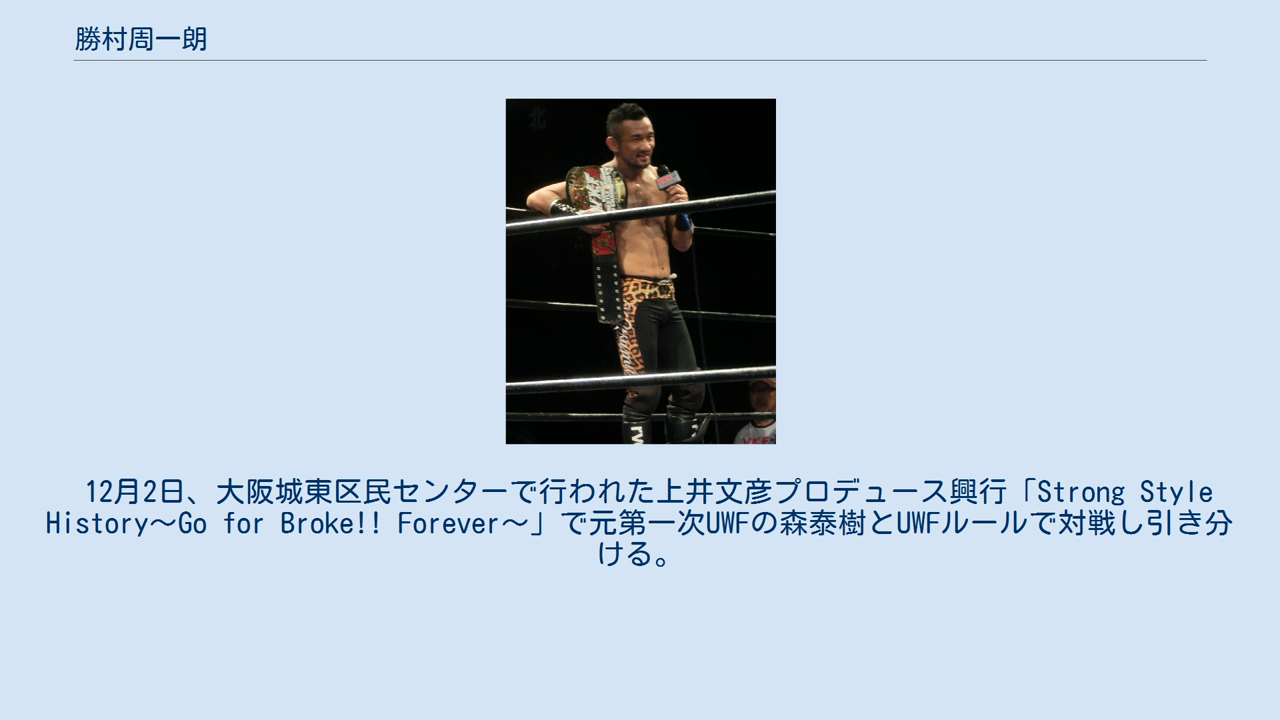 勝村周一朗
北
12月2日、大阪城東区民センターで行われた上井文彦プロデュース興行「Strong Style
History～Go for Broke!! Forever～」で元第一次UWFの森泰樹とUWFルールで対戦し引き分
ける。